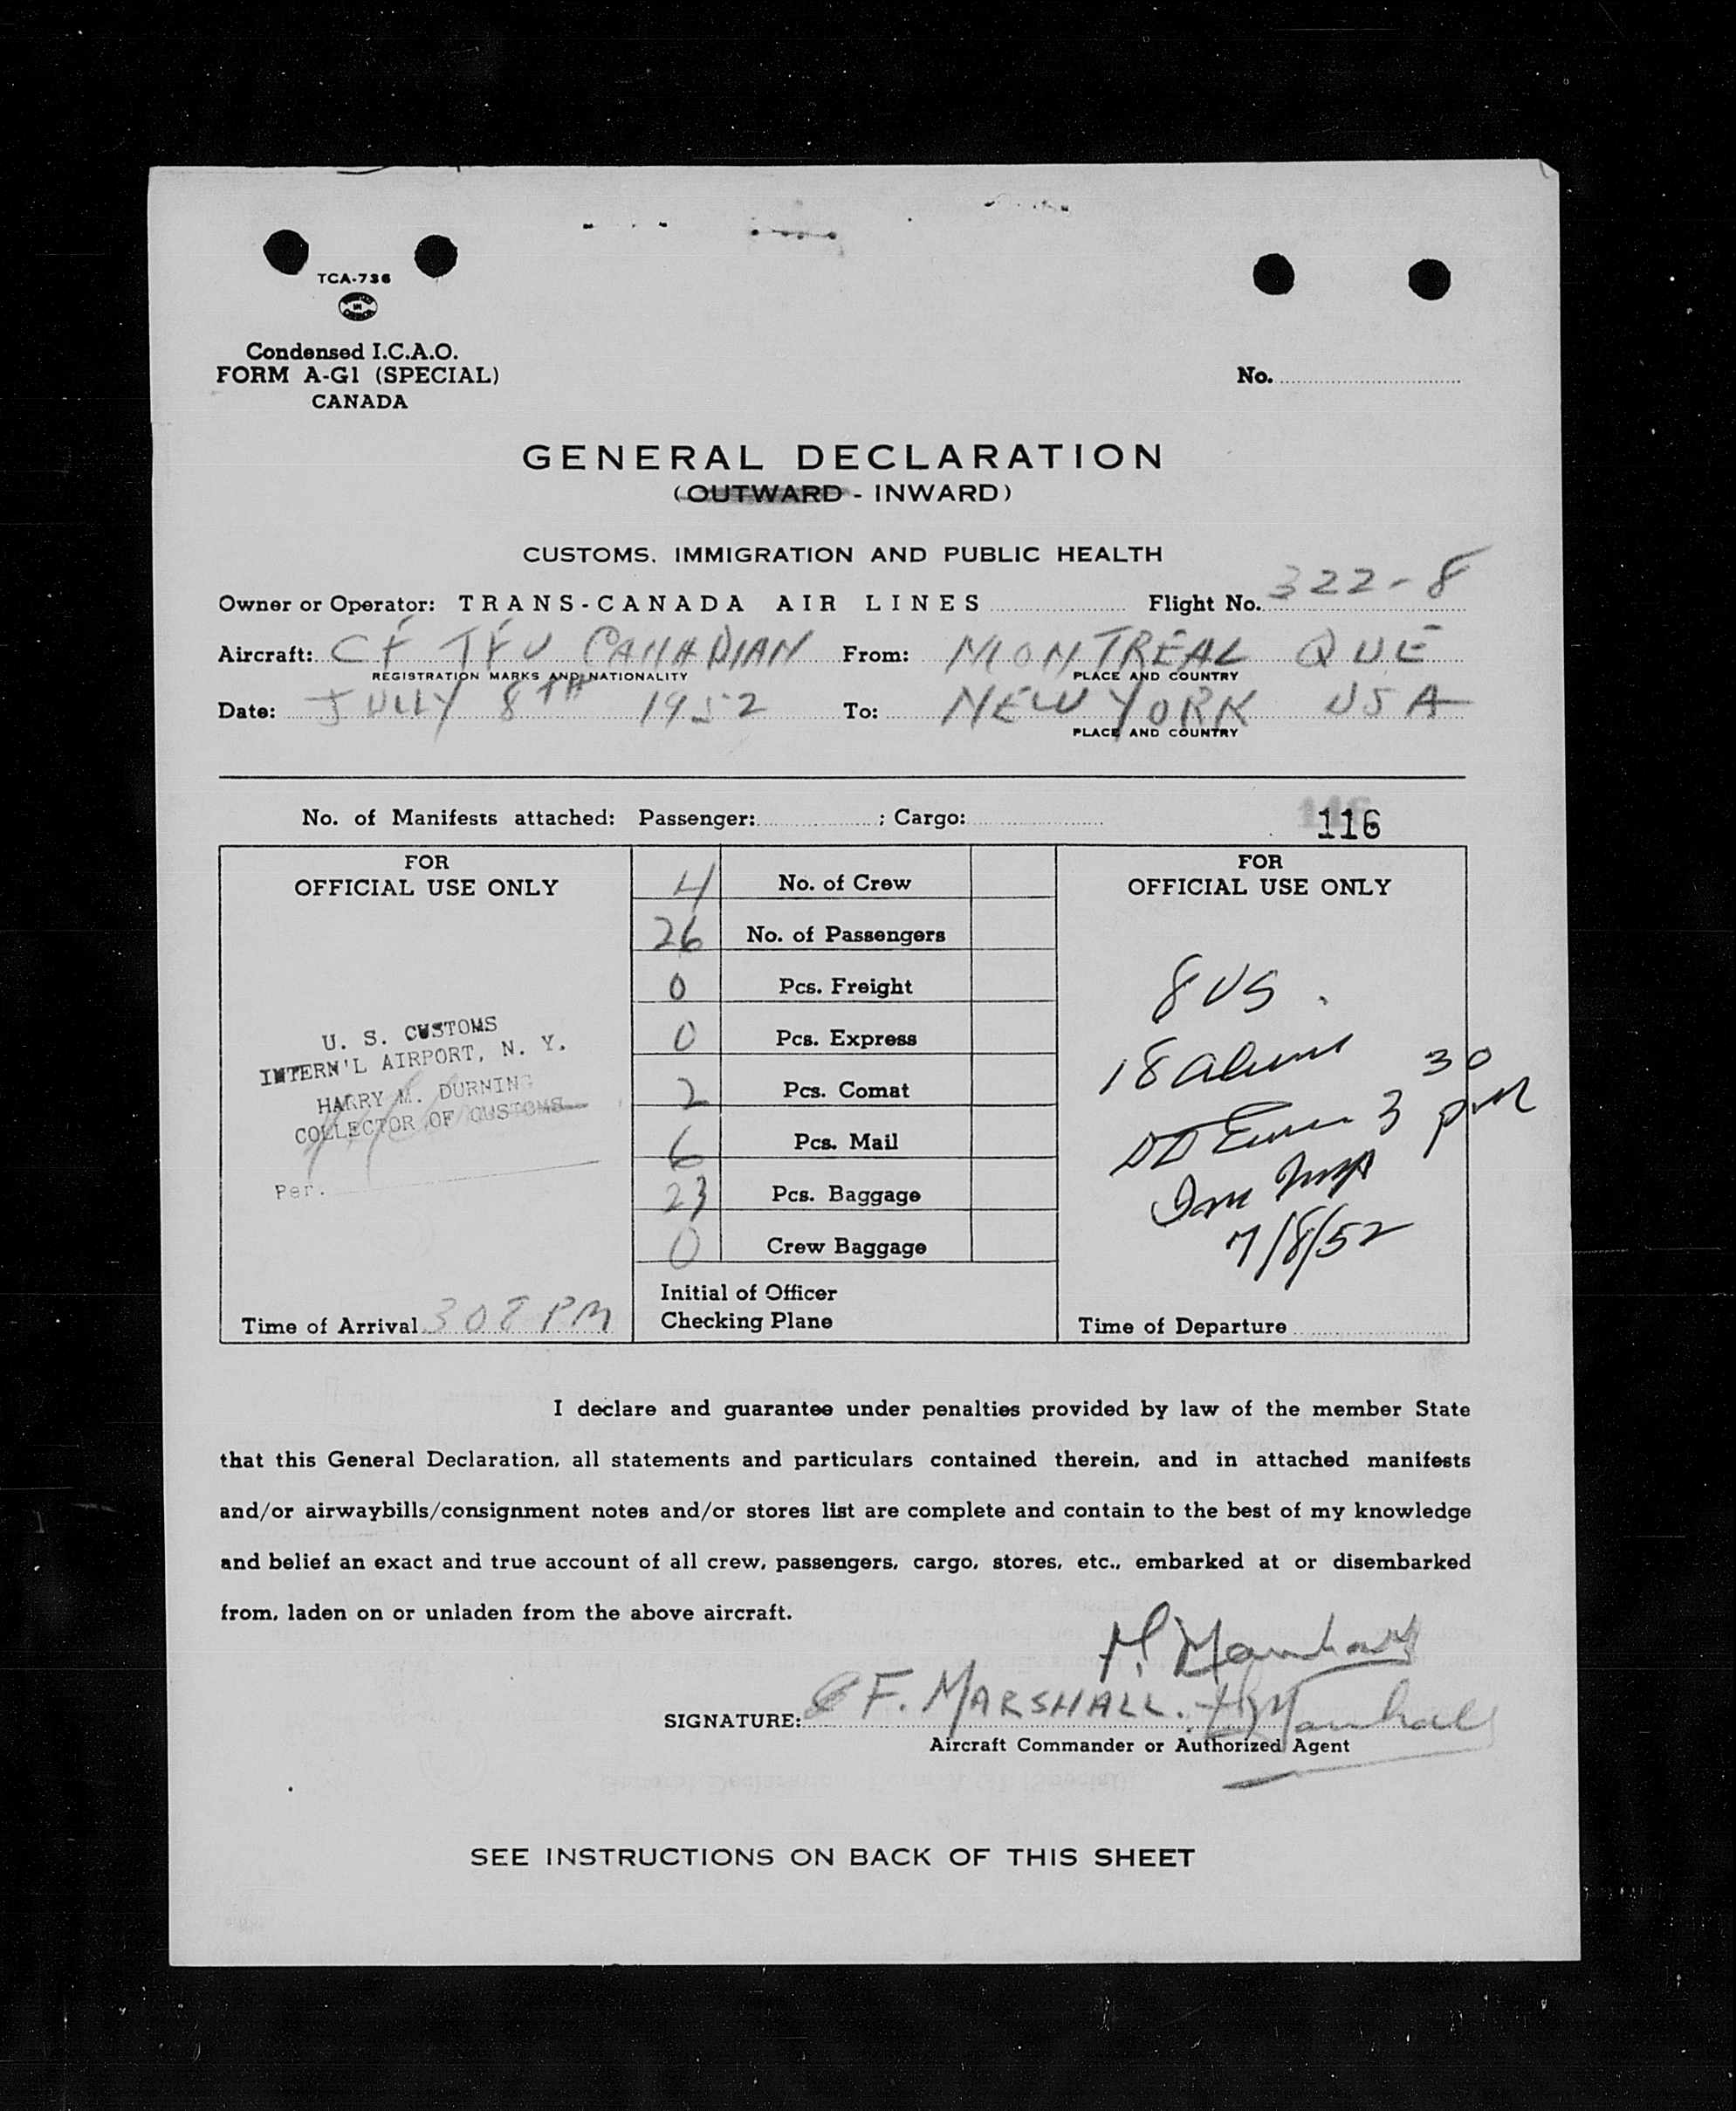 TCA-736
Condensed I.C.A.O.
FORM A-G1 (SPECIAL)
CANADA
No.
GENERAL DECLARATION
(OUTWARD - INWARD)
CUSTOMS, IMMIGRATION AND PUBLIC HEALTH
Owner or Operator: TRANS-CANADA AIR LINES Flight No. 322-8
Aircraft: CF TFU CANADIAN From: MONTREAL QUE
REGISTRATION MARKS AND NATIONALITY PLACE AND COUNTRY
Date: JULLY 8TH 1952 To: NEW YORK USA
PLACE AND COUNTRY
No. of Manifests attached: Passenger: ; Cargo: 116
FOR
OFFICIAL USE ONLY
U. S. CUSTOMS
INTERN'L AIRPORT, N. Y.
HARRY M. DURNING
COLLECTOR OF CUSTOMS
Per.
Time of Arrival 308 PM
4 No. of Crew
26 No. of Passengers
0 Pcs. Freight
0 Pcs. Express
2 Pcs. Comat
6 Pcs. Mail
23 Pcs. Baggage
0 Crew Baggage
Initial of Officer
Checking Plane
FOR
OFFICIAL USE ONLY
8 US.
18 aliens
3 30 pm
Imm Insp
7/8/52
Time of Departure
I declare and guarantee under penalties provided by law of the member State
that this General Declaration, all statements and particulars contained therein, and in attached manifests
and/or airwaybills/consignment notes and/or stores list are complete and contain to the best of my knowledge
and belief an exact and true account of all crew, passengers, cargo, stores, etc., embarked at or disembarked
from, laden on or unladen from the above aircraft.
F. Marshall
SIGNATURE: F. MARSHALL. F Marshall
Aircraft Commander or Authorized Agent
SEE INSTRUCTIONS ON BACK OF THIS SHEET